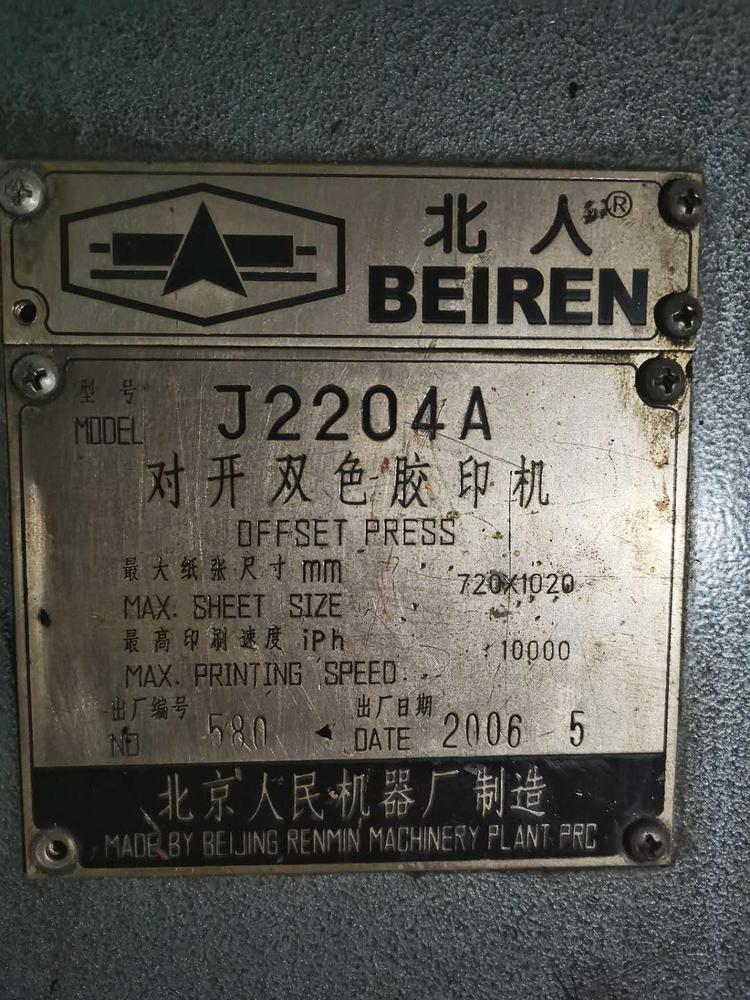 北人®
BEIREN
型号
MODEL J2204A
对开双色胶印机
OFFSET PRESS
最大纸张尺寸 mm 720X1020
MAX. SHEET SIZE
最高印刷速度 iPh 10000
MAX. PRINTING SPEED
出厂编号 580 出厂日期 2006 5
NO DATE
北京人民机器厂制造
MADE BY BEIJING RENMIN MACHINERY PLANT PRC